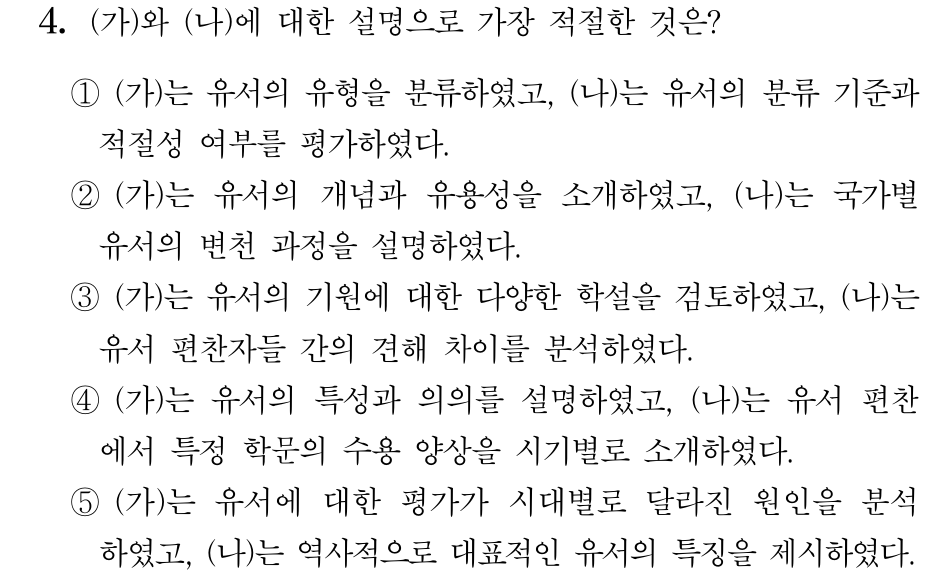 4. (가)와 (나)에 대한 설명으로 가장 적절한 것은?
① (가)는 유서의 유형을 분류하였고, (나)는 유서의 분류 기준과
적절성 여부를 평가하였다.
② (가)는 유서의 개념과 유용성을 소개하였고, (나)는 국가별
유서의 변천 과정을 설명하였다.
③ (가)는 유서의 기원에 대한 다양한 학설을 검토하였고, (나)는
유서 편찬자들 간의 견해 차이를 분석하였다.
④ (가)는 유서의 특성과 의의를 설명하였고, (나)는 유서 편찬
에서 특정 학문의 수용 양상을 시기별로 소개하였다.
⑤ (가)는 유서에 대한 평가가 시대별로 달라진 원인을 분석
하였고, (나)는 역사적으로 대표적인 유서의 특징을 제시하였다.